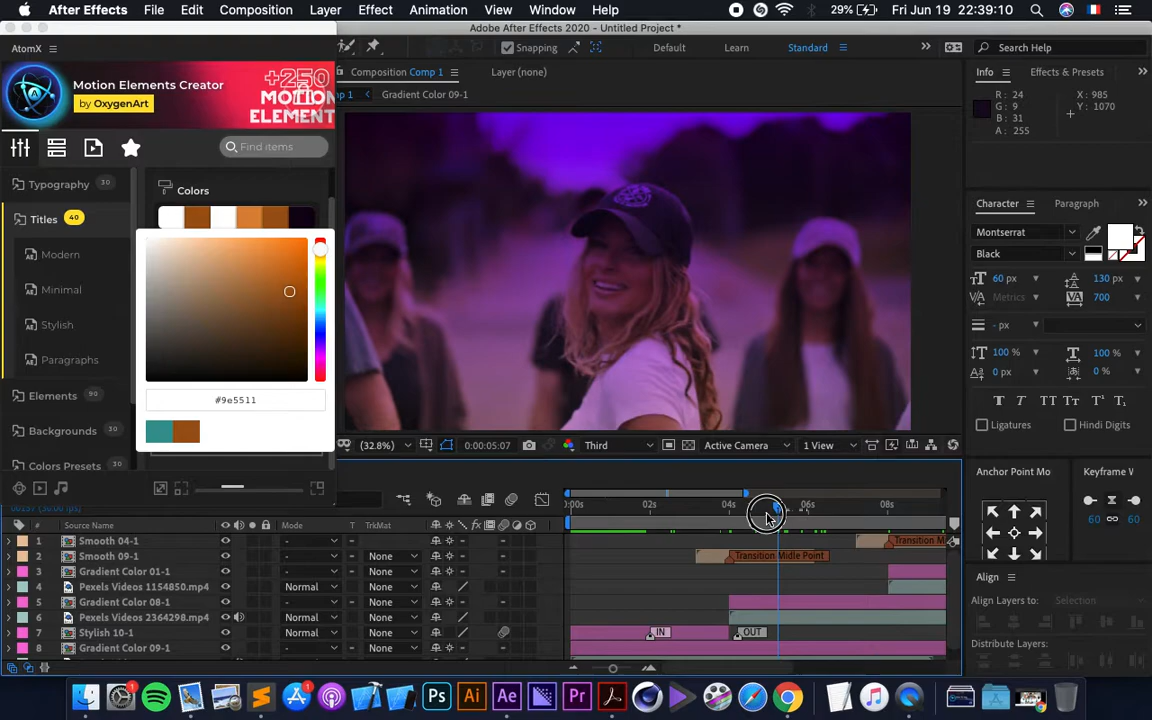 After Effects File Edit Composition Layer Effect Animation View Window Help 29% Fri Jun 19 22:39:10
Adobe After Effects 2020 - Untitled Project *
AtomX
Snapping Default Learn Standard Search Help
Motion Elements Creator
by OxygenArt
+250
MOTION
ELEMENT
Composition Comp 1 Layer (none)
Gradient Color 09-1
Info Effects & Presets
R : 24
G : 9
B : 31
A : 255
X : 985
Y : 1070
Find items
Typography 30
Titles 40
Modern
Minimal
Stylish
Paragraphs
Elements 90
Backgrounds 30
Colors Presets 30
Colors
#9e5511
Character Paragraph
Montserrat
Black
60 px 130 px
Metrics 700
- px
100 % 100 %
0 px 0 %
Ligatures Hindi Digits
Anchor Point Mo Keyframe V
60 60
(32.8%) 0:00:05:07 Third Active Camera 1 View
:00s 02s 04s 06s 08s
# Source Name Mode TrkMat
1 Smooth 04-1 - Transition M
2 Smooth 09-1 - None Transition Midle Point
3 Gradient Color 01-1 - None
4 Pexels Videos 1154850.mp4 Normal None
5 Gradient Color 08-1 - None
6 Pexels Videos 2364298.mp4 Normal None
7 Stylish 10-1 Normal None IN OUT
8 Gradient Color 09-1 - None
Align
Align Layers to: Selection
Distribute Layers:
1 Ps Ai Ae Pr 1